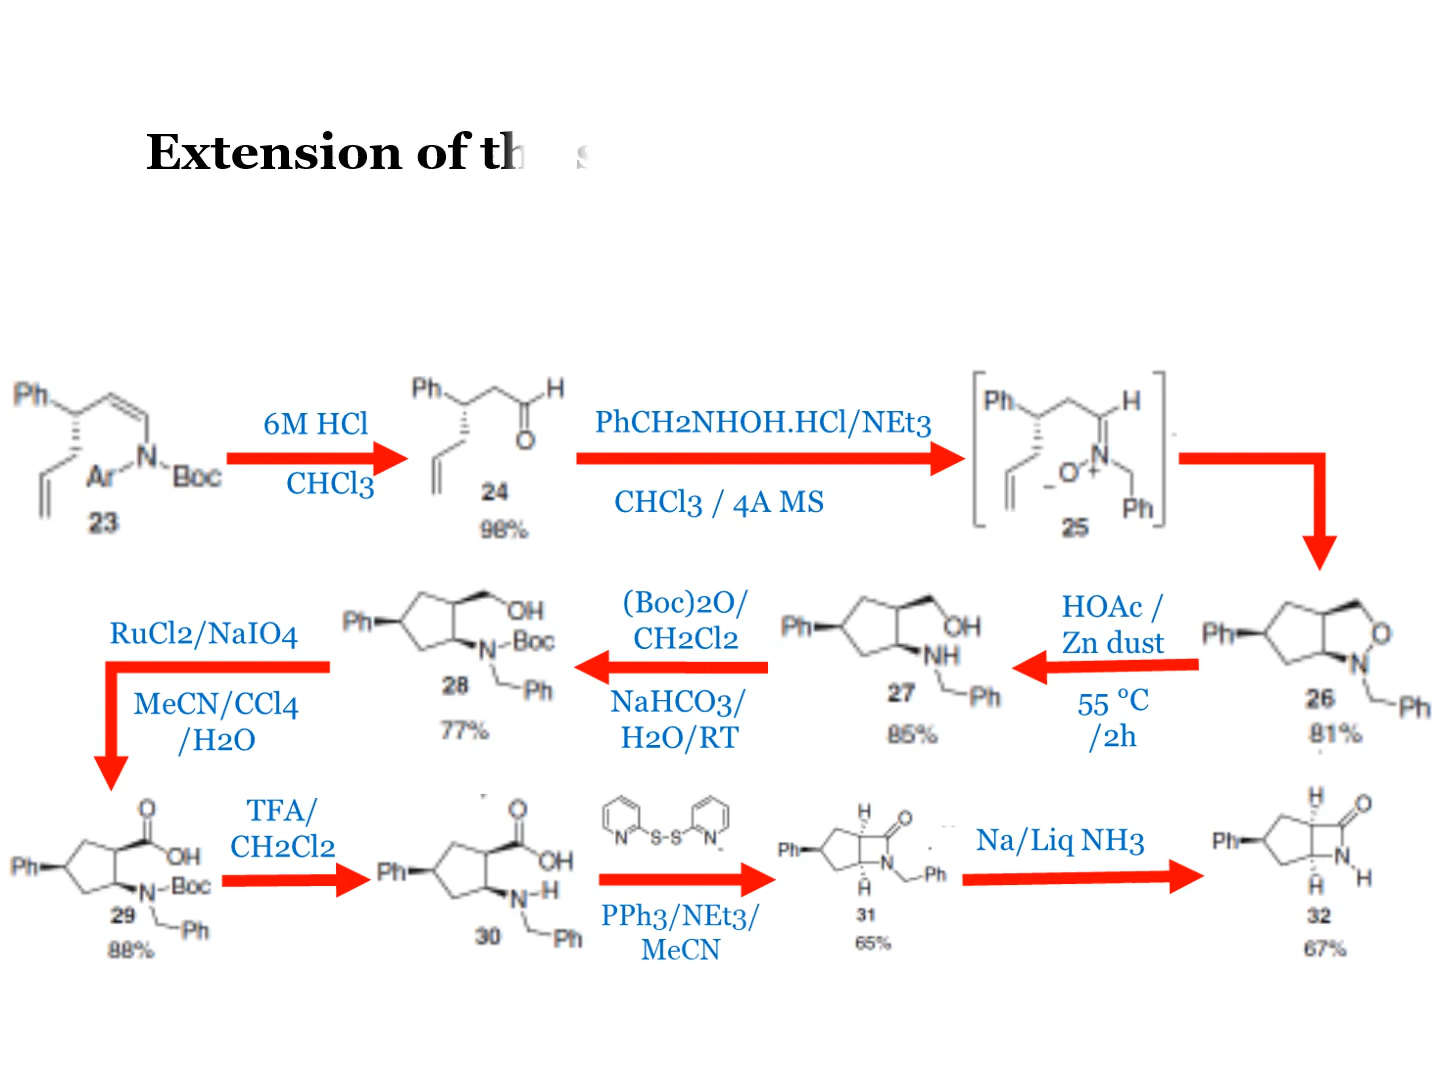 Extension of th s
Ph
N
Ar
Boc
23
6M HCl
CHCl3
Ph
H
O
24
98%
PhCH2NHOH.HCl/NEt3
CHCl3 / 4A MS
Ph
H
N
+
O
−
Ph
25
RuCl2/NaIO4
MeCN/CCl4
/H2O
Ph
OH
Boc
N
Ph
28
77%
(Boc)2O/
CH2Cl2
NaHCO3/
H2O/RT
Ph
OH
NH
Ph
27
85%
HOAc /
Zn dust
55 °C
/2h
Ph
O
N
Ph
26
81%
O
OH
Ph
N
Boc
Ph
29
88%
TFA/
CH2Cl2
O
OH
Ph
N
H
Ph
30
N
S-S
N
PPh3/NEt3/
MeCN
H
O
Ph
N
Ph
H
31
65%
Na/Liq NH3
H
O
Ph
N
H
H
32
67%